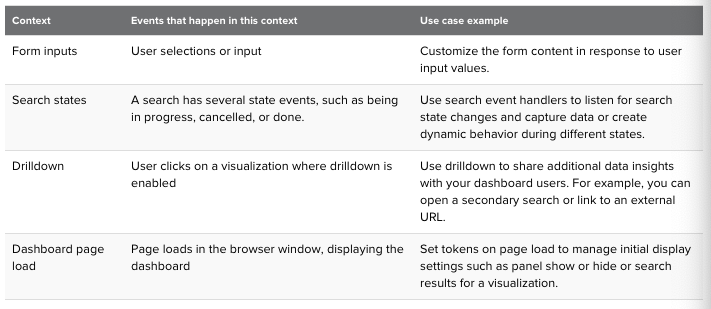 Context Events that happen in this context Use case example
Form inputs User selections or input Customize the form content in response to user
input values.
Search states A search has several state events, such as being Use search event handlers to listen for search
in progress, cancelled, or done. state changes and capture data or create
dynamic behavior during different states.
Drilldown User clicks on a visualization where drilldown is Use drilldown to share additional data insights
enabled with your dashboard users. For example, you can
open a secondary search or link to an external
URL.
Dashboard page Page loads in the browser window, displaying the Set tokens on page load to manage initial display
load dashboard settings such as panel show or hide or search
results for a visualization.